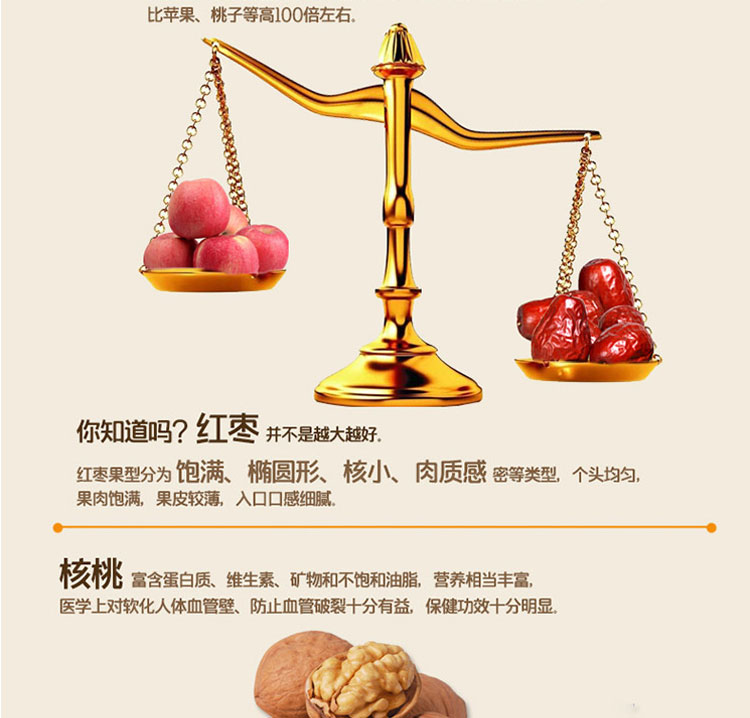 比苹果、桃子等高100倍左右。
你知道吗？红枣 并不是越大越好。
红枣果型分为 饱满、椭圆形、核小、肉质感 密等类型，个头均匀，
果肉饱满，果皮较薄，入口口感细腻。
核桃 富含蛋白质、维生素、矿物和不饱和油脂，营养相当丰富，
医学上对软化人体血管壁、防止血管破裂十分有益，保健功效十分明显。